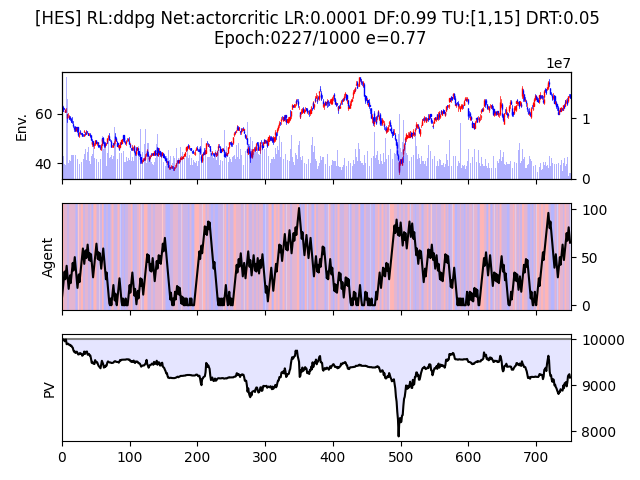 [HES] RL:ddpg Net:actorcritic LR:0.0001 DF:0.99 TU:[1,15] DRT:0.05
Epoch:0227/1000 e=0.77
1e7
Env.
60
40
1
0
Agent
100
50
0
PV
10000
9000
8000
0 100 200 300 400 500 600 700